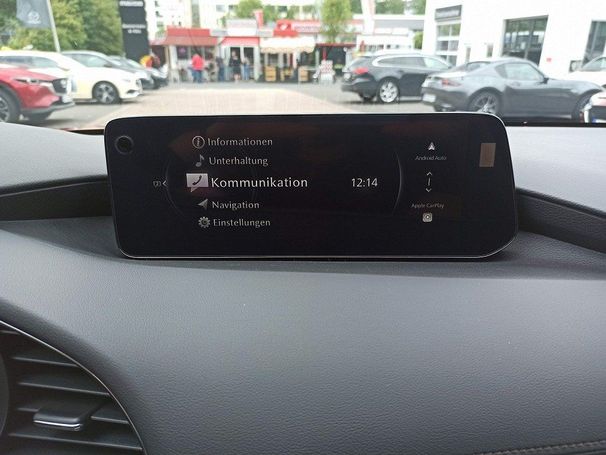 Informationen
Unterhaltung
Kommunikation
12:14
Navigation
Einstellungen
Android Auto
Apple CarPlay